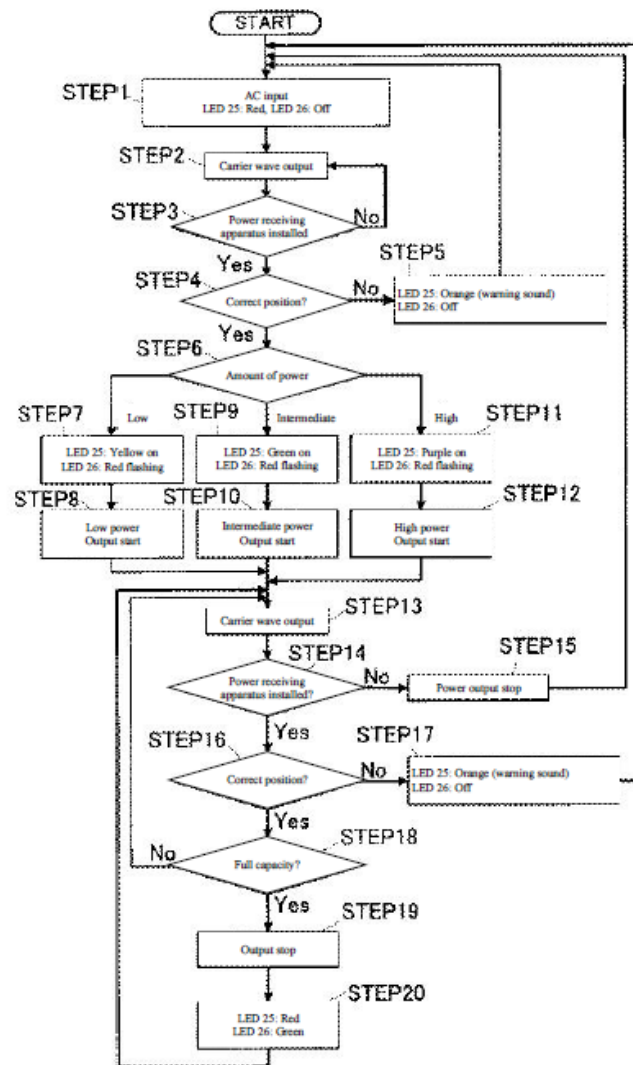 START
STEP1
AC input
LED 25: Red, LED 26: Off
STEP2
Carrier wave output
STEP3
Power receiving
apparatus installed
No
Yes
STEP4
Correct position?
No
STEP5
LED 25: Orange (warning sound)
LED 26: Off
Yes
STEP6
Amount of power
STEP7
Low
STEP9
Intermediate
High
STEP11
LED 25: Yellow on
LED 26: Red flashing
LED 25: Green on
LED 26: Red flashing
LED 25: Purple on
LED 26: Red flashing
STEP8
STEP10
STEP12
Low power
Output start
Intermediate power
Output start
High power
Output start
STEP13
Carrier wave output
STEP14
Power receiving
apparatus installed?
No
STEP15
Power output stop
Yes
STEP16
Correct position?
No
STEP17
LED 25: Orange (warning sound)
LED 26: Off
Yes
STEP18
No
Full capacity?
Yes
STEP19
Output stop
STEP20
LED 25: Red
LED 26: Green